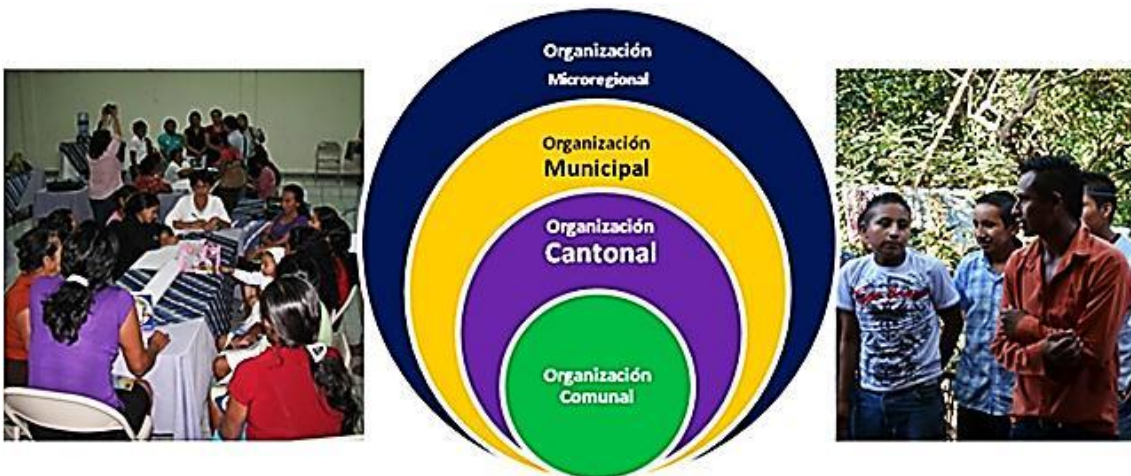 Organización
Microregional
Organización
Municipal
Organización
Cantonal
Organización
Comunal